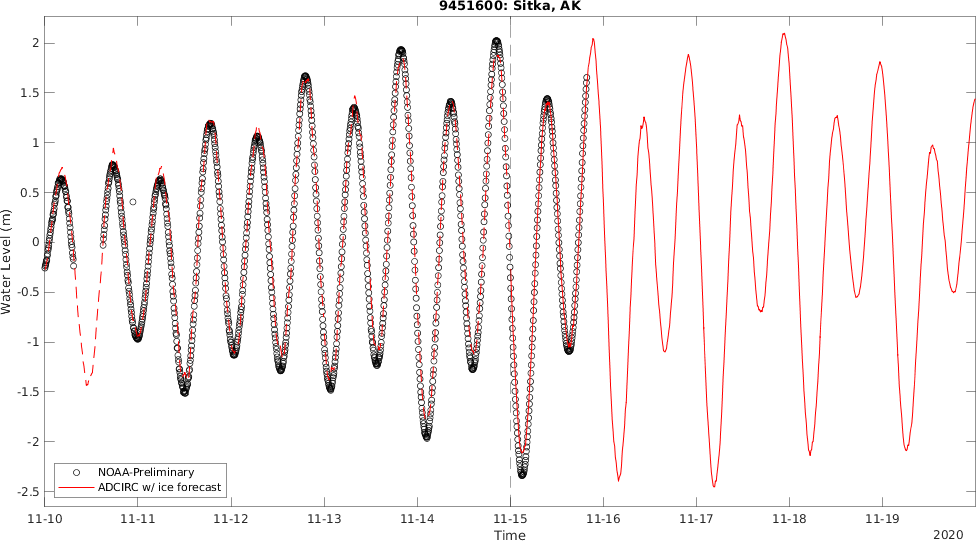 9451600: Sitka, AK
2
1.5
1
0.5
0
-0.5
-1
-1.5
-2
-2.5
Water Level (m)
NOAA-Preliminary
ADCIRC w/ ice forecast
11-10 11-11 11-12 11-13 11-14 11-15 11-16 11-17 11-18 11-19
Time
2020